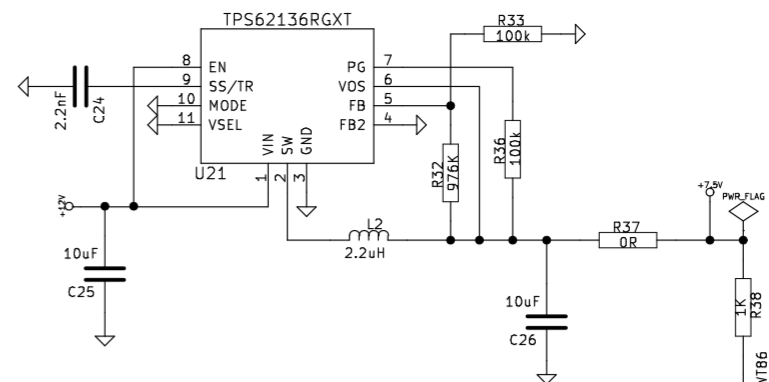 TPS62136RGXT
R33
100k
8 EN
PG 7
9 SS/TR
VOS 6
10 MODE
FB 5
11 VSEL
FB2 4
2.2nF
C24
VIN
SW
GND
1
2
3
U21
R32
976K
R36
100k
+12V
+7.5V
PWR_FLAG
L2
2.2uH
R37
0R
10uF
C25
10uF
C26
1K
R38
WT86